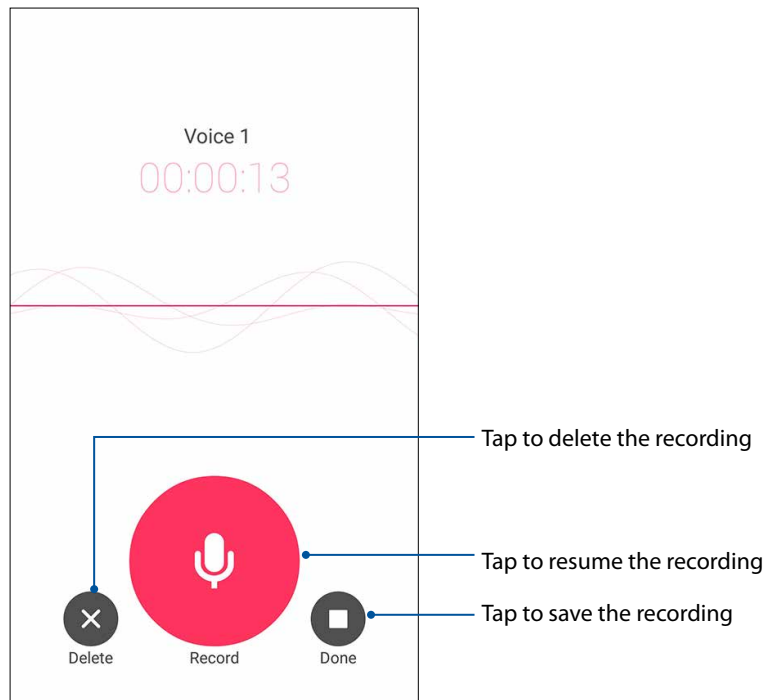 Voice 1
00:00:13
Tap to delete the recording
Tap to resume the recording
Tap to save the recording
Delete
Record
Done